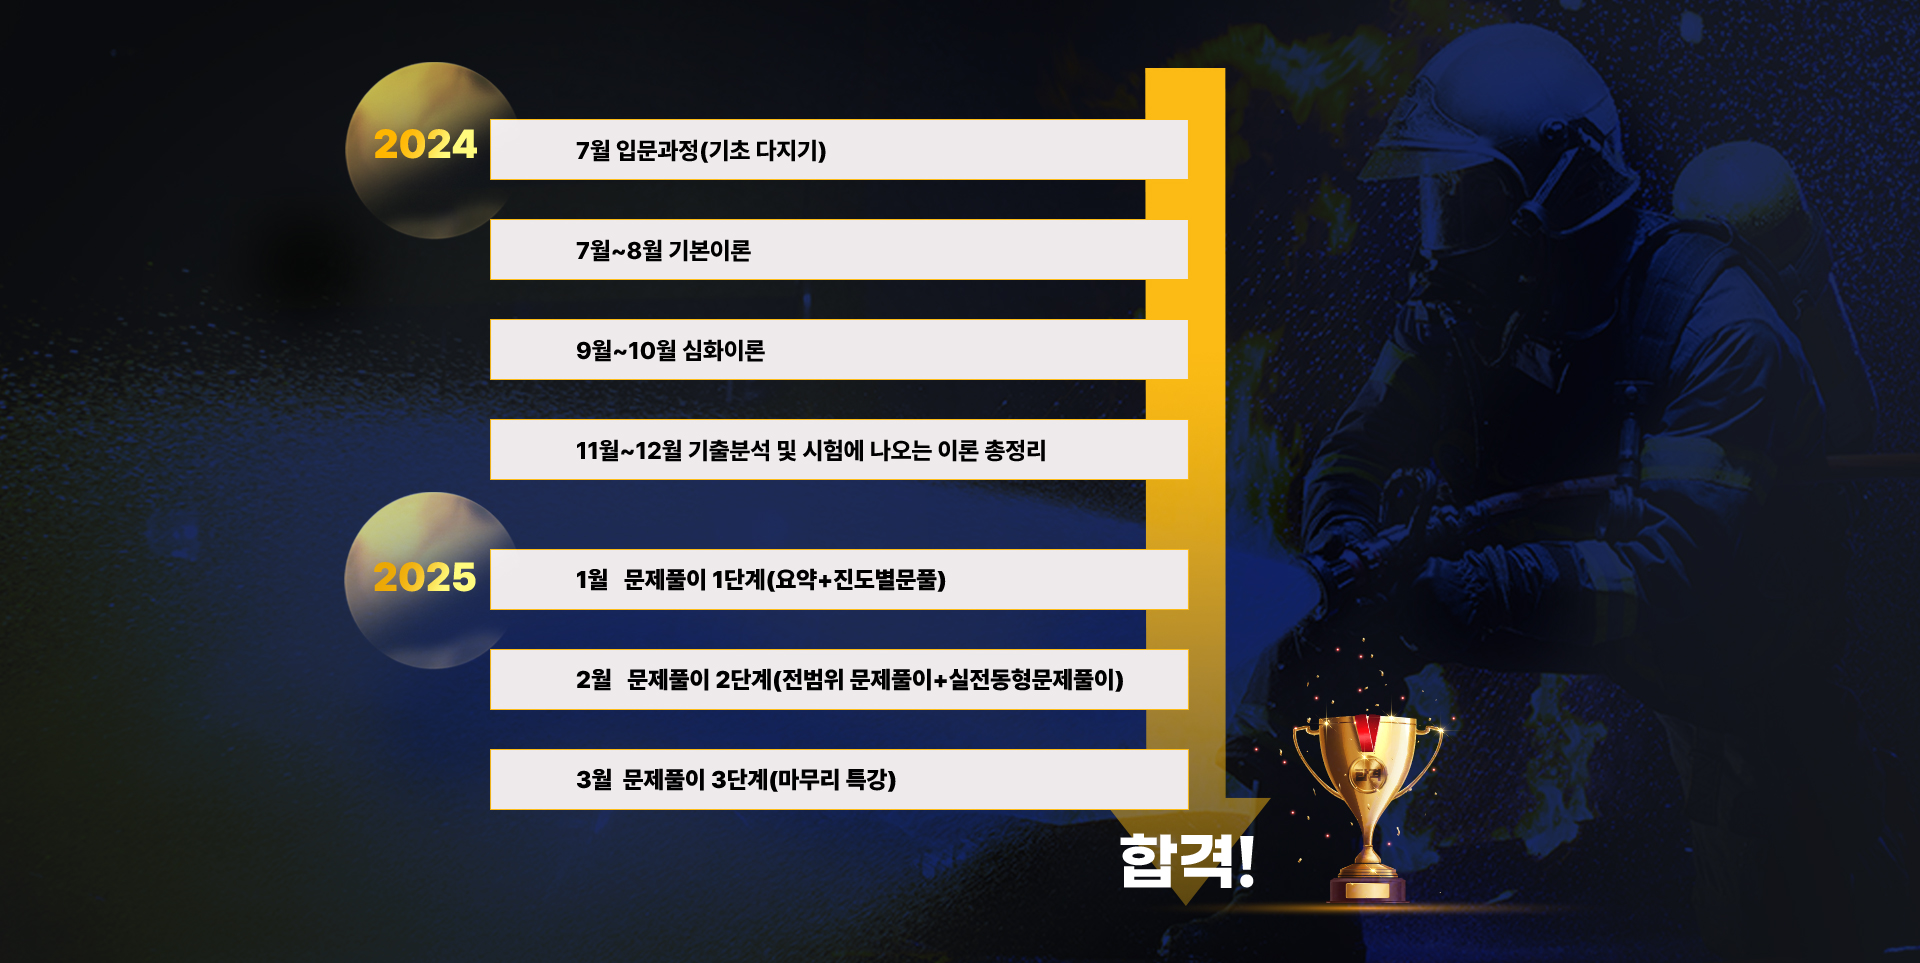 2024
7월 입문과정(기초 다지기)
7월~8월 기본이론
9월~10월 심화이론
11월~12월 기출분석 및 시험에 나오는 이론 총정리
2025
1월 문제풀이 1단계(요약+진도별문풀)
2월 문제풀이 2단계(전범위 문제풀이+실전동형문제풀이)
3월 문제풀이 3단계(마무리 특강)
합격!